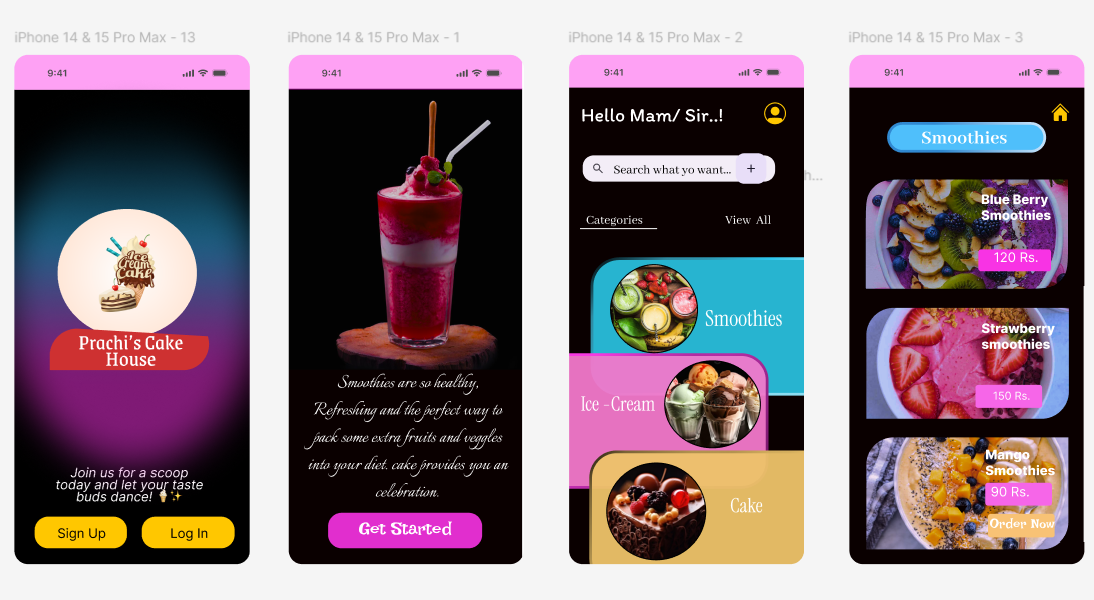 iPhone 14 & 15 Pro Max - 13
9:41
Ice
Cream
Cake
Prachi's Cake
House
Join us for a scoop
today and let your taste
buds dance! 🍦✨
Sign Up
Log In
iPhone 14 & 15 Pro Max - 1
9:41
Smoothies are so healthy,
Refreshing and the perfect way to
pack some extra fruits and veggles
into your diet. cake provides you an
celebration.
Get Started
iPhone 14 & 15 Pro Max - 2
9:41
Hello Mam/ Sir..!
Search what yo want...
+
Categories
View All
Smoothies
Ice -Cream
Cake
iPhone 14 & 15 Pro Max - 3
9:41
Smoothies
Blue Berry
Smoothies
120 Rs.
Strawberry
smoothies
150 Rs.
Mango
Smoothies
90 Rs.
Order Now